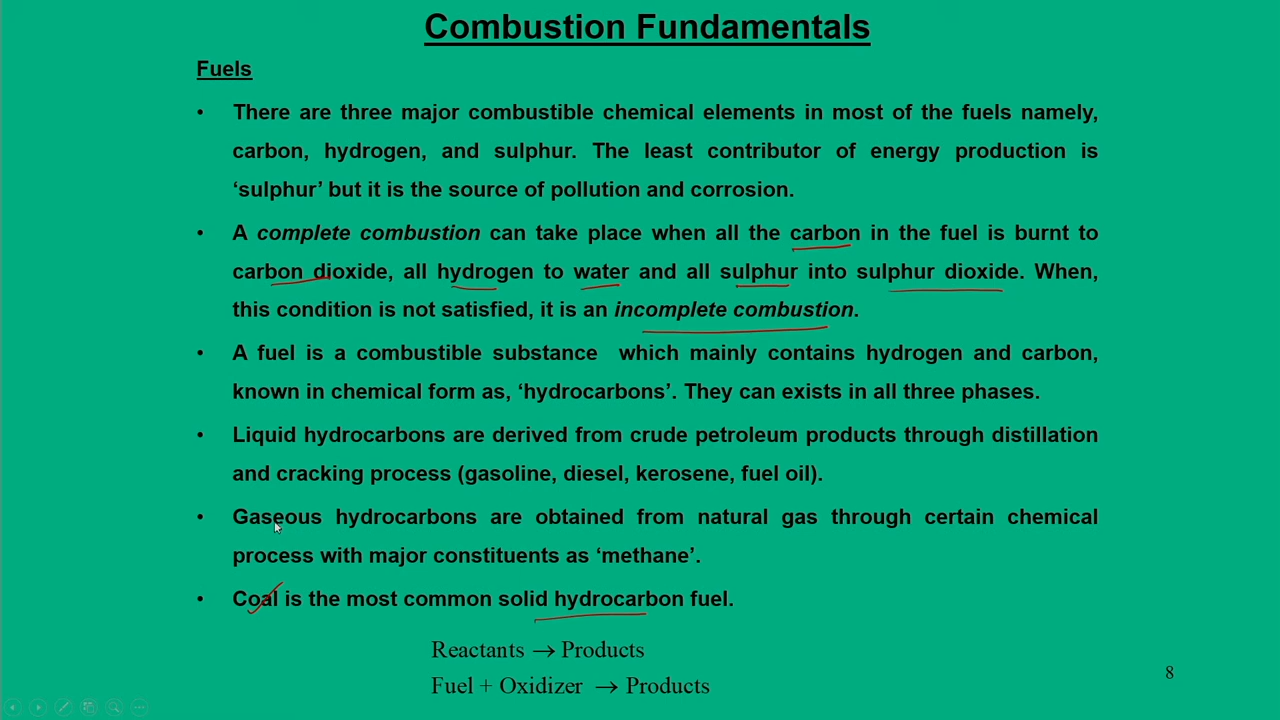 Combustion Fundamentals
Fuels
• There are three major combustible chemical elements in most of the fuels namely,
carbon, hydrogen, and sulphur. The least contributor of energy production is
‘sulphur’ but it is the source of pollution and corrosion.
• A complete combustion can take place when all the carbon in the fuel is burnt to
carbon dioxide, all hydrogen to water and all sulphur into sulphur dioxide. When,
this condition is not satisfied, it is an incomplete combustion.
• A fuel is a combustible substance which mainly contains hydrogen and carbon,
known in chemical form as, ‘hydrocarbons’. They can exists in all three phases.
• Liquid hydrocarbons are derived from crude petroleum products through distillation
and cracking process (gasoline, diesel, kerosene, fuel oil).
• Gaseous hydrocarbons are obtained from natural gas through certain chemical
process with major constituents as ‘methane’.
• Coal is the most common solid hydrocarbon fuel.
Reactants → Products
Fuel + Oxidizer → Products
8